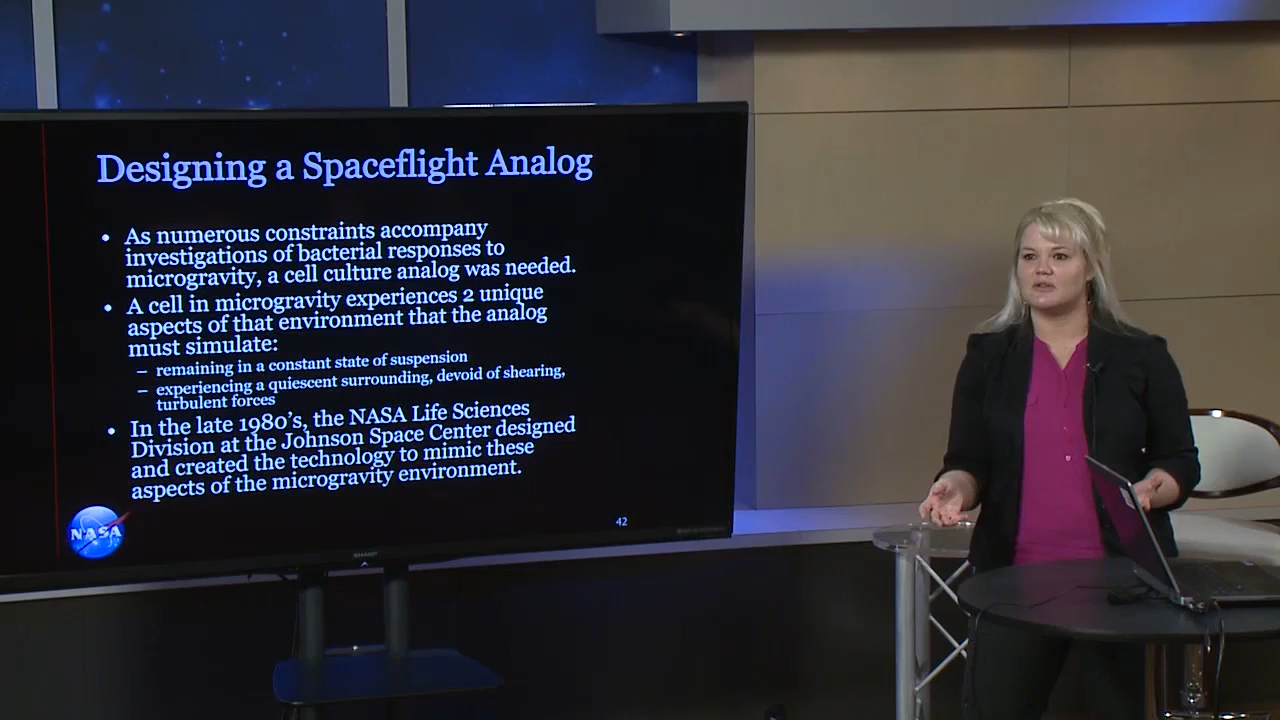 Designing a Spaceflight Analog
• As numerous constraints accompany
investigations of bacterial responses to
microgravity, a cell culture analog was needed.
• A cell in microgravity experiences 2 unique
aspects of that environment that the analog
must simulate:
– remaining in a constant state of suspension
– experiencing a quiescent surrounding, devoid of shearing,
turbulent forces
• In the late 1980's, the NASA Life Sciences
Division at the Johnson Space Center designed
and created the technology to mimic these
aspects of the microgravity environment.
NASA
42
SHARP